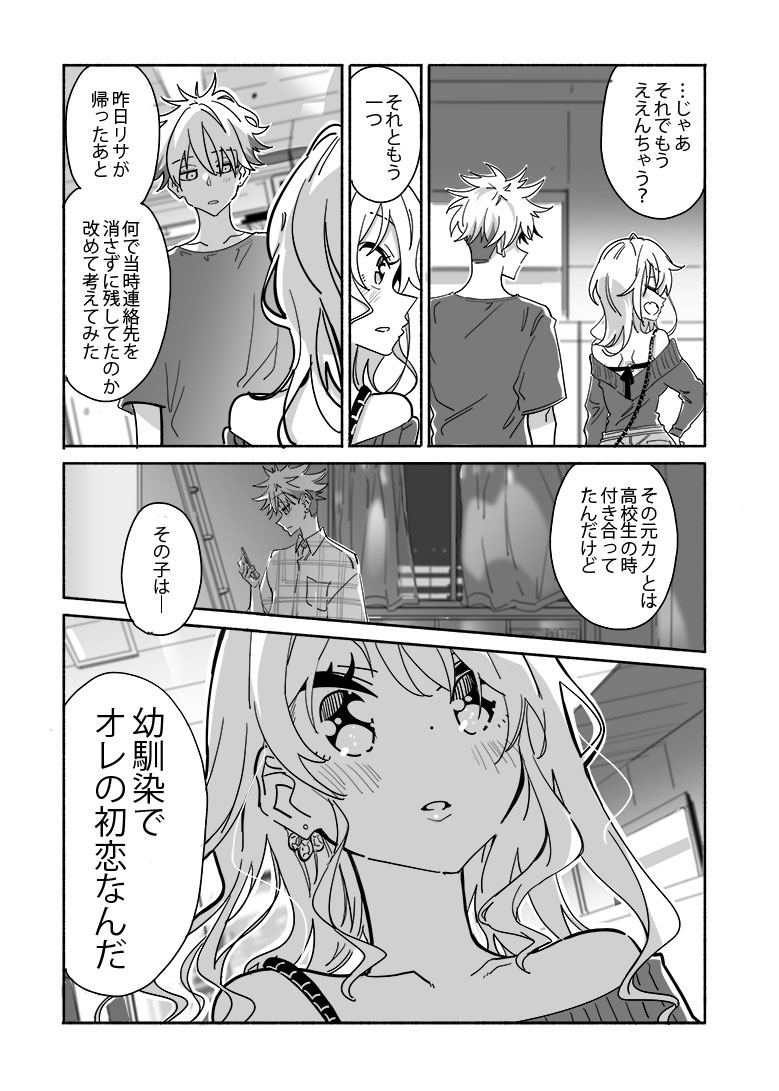 …じゃあ
それでもう
ええんちゃう?
それともう
一つ
昨日リサが
帰ったあと
何で当時連絡先を
消さずに残してたのか
改めて考えてみた
その元カノとは
高校生の時
付き合って
たんだけど
その子は―
幼馴染で
オレの初恋なんだ